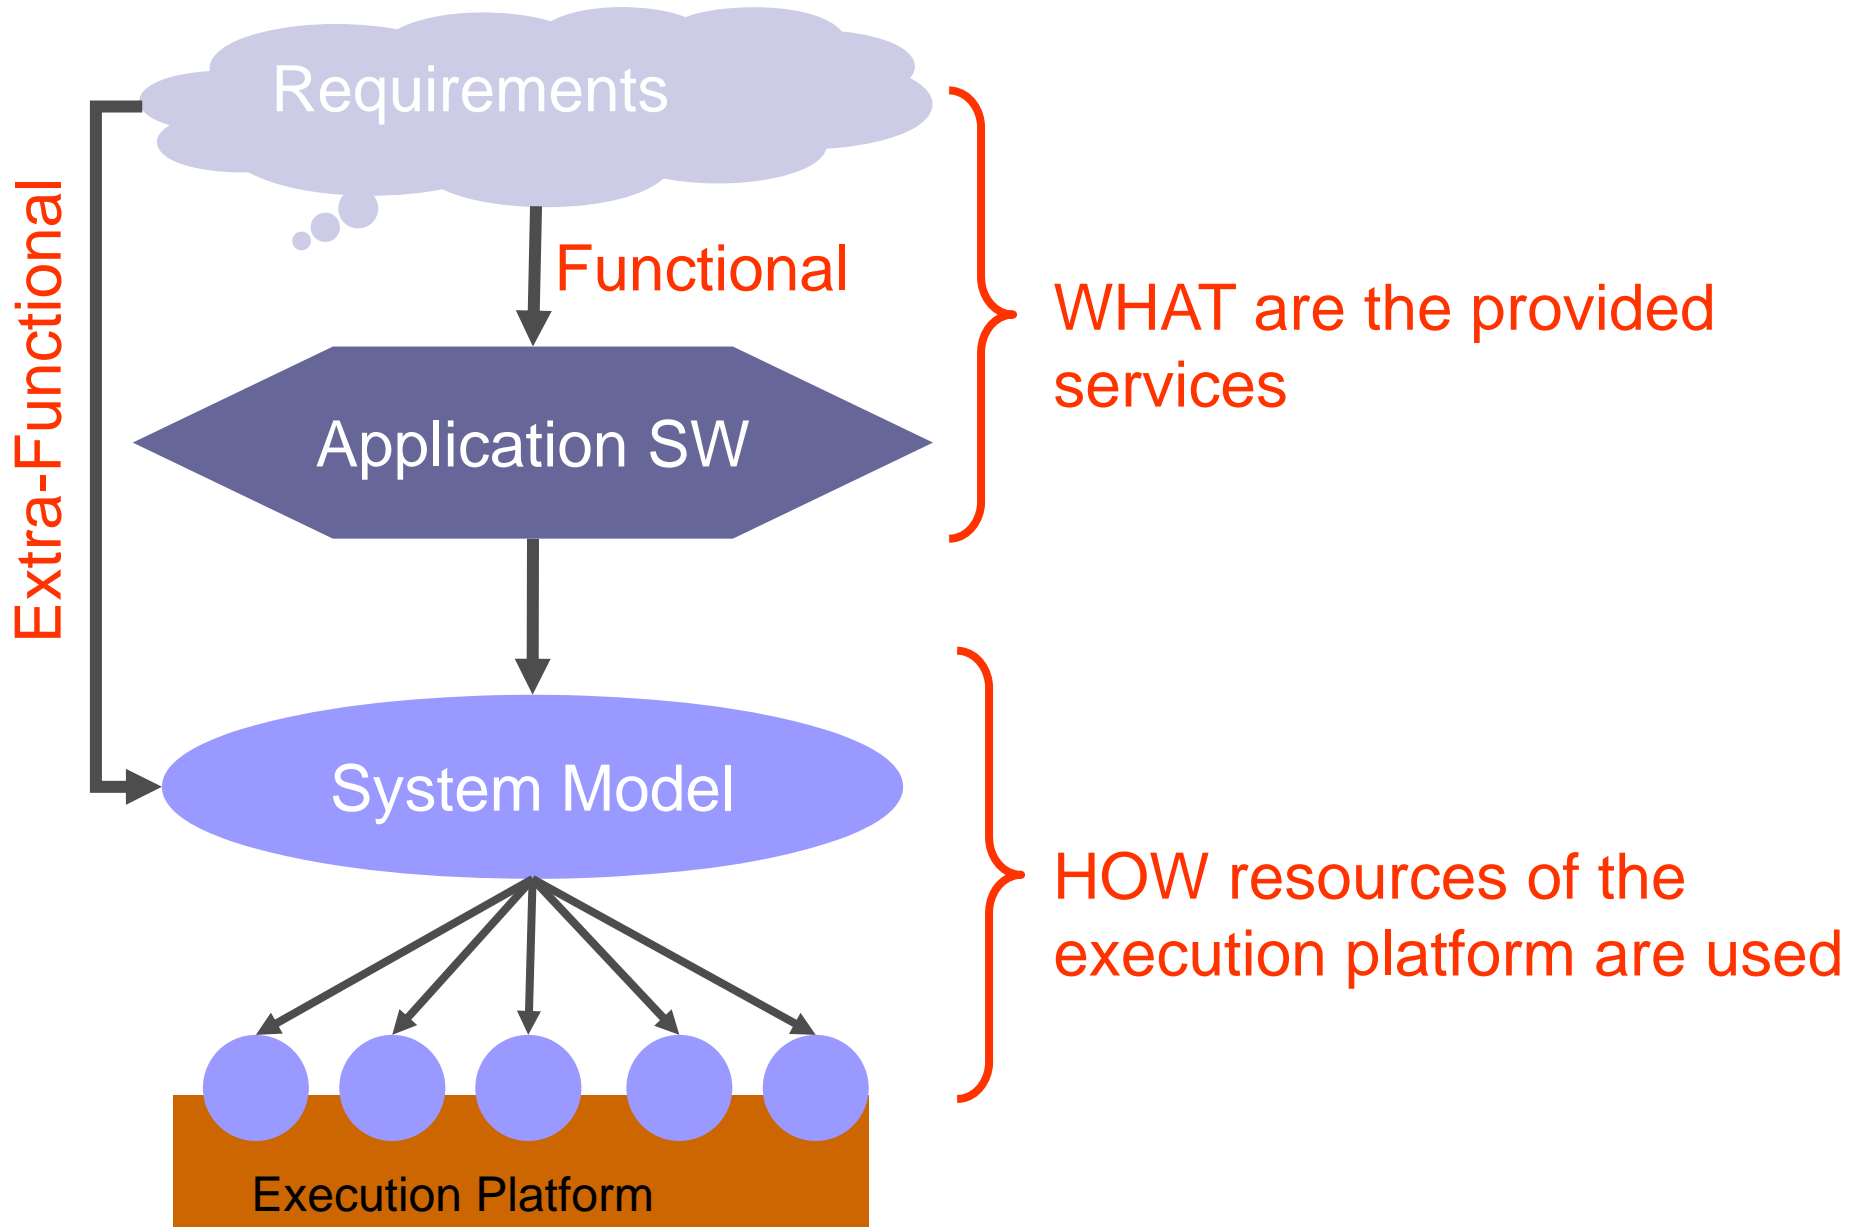 Requirements
Extra-Functional
Functional
WHAT are the provided
services
Application SW
System Model
HOW resources of the
execution platform are used
Execution Platform